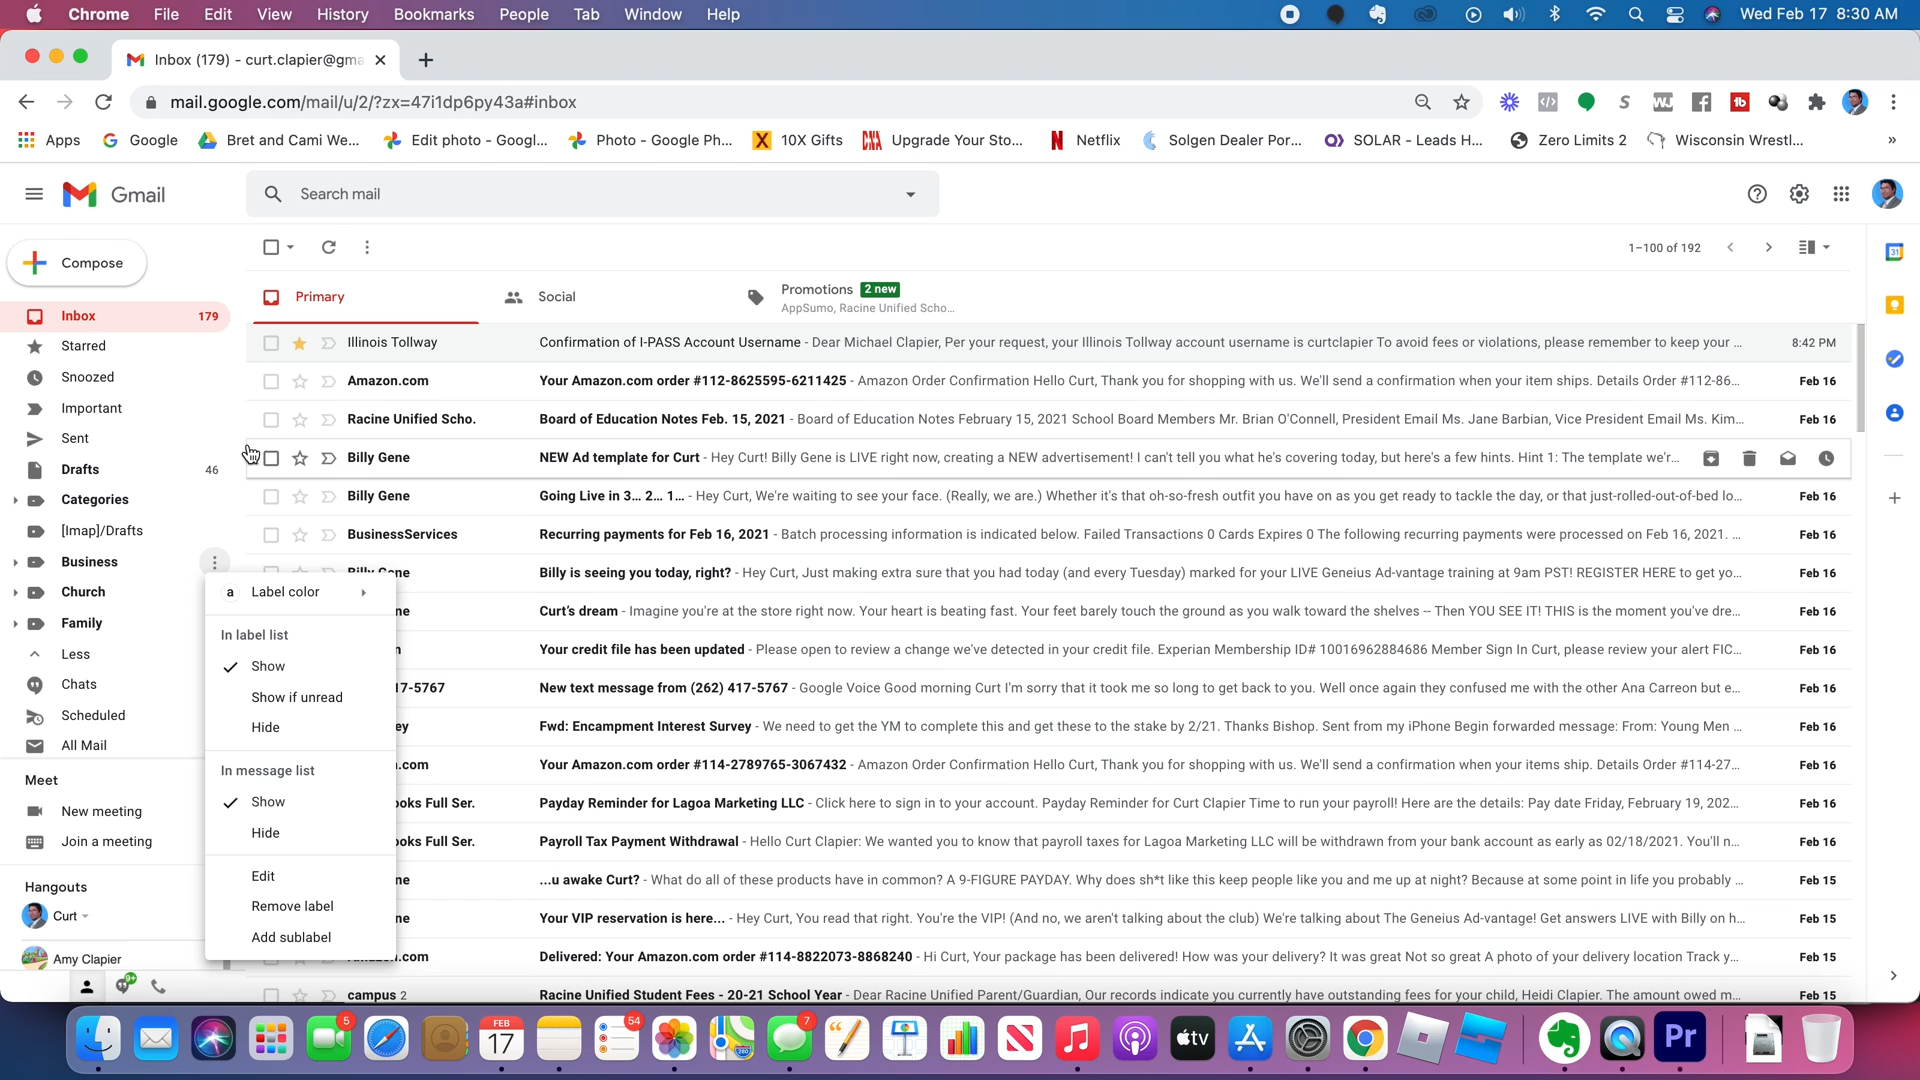 Chrome File Edit View History Bookmarks People Tab Window Help Wed Feb 17 8:30 AM
Inbox (179) - curt.clapier@gma
mail.google.com/mail/u/2/?zx=47i1dp6py43a#inbox
Apps Google Bret and Cami We... Edit photo - Googl... Photo - Google Ph... 10X Gifts Upgrade Your Sto... Netflix Solgen Dealer Por... SOLAR - Leads H... Zero Limits 2 Wisconsin Wrestl... »
Gmail Search mail
Compose 1–100 of 192
Primary Social Promotions 2 new
AppSumo, Racine Unified Scho...
Inbox 179
Starred
Snoozed
Important
Sent
Drafts 46
Categories
[Imap]/Drafts
Business
Church
Family
Less
Chats
Scheduled
All Mail
Meet
New meeting
Join a meeting
Hangouts
Curt
Amy Clapier
a Label color
In label list
Show
Show if unread
Hide
In message list
Show
Hide
Edit
Remove label
Add sublabel
Illinois Tollway Confirmation of I-PASS Account Username - Dear Michael Clapier, Per your request, your Illinois Tollway account username is curtclapier To avoid fees or violations, please remember to keep your ... 8:42 PM
Amazon.com Your Amazon.com order #112-8625595-6211425 - Amazon Order Confirmation Hello Curt, Thank you for shopping with us. We'll send a confirmation when your item ships. Details Order #112-86... Feb 16
Racine Unified Scho. Board of Education Notes Feb. 15, 2021 - Board of Education Notes February 15, 2021 School Board Members Mr. Brian O'Connell, President Email Ms. Jane Barbian, Vice President Email Ms. Kim... Feb 16
Billy Gene NEW Ad template for Curt - Hey Curt! Billy Gene is LIVE right now, creating a NEW advertisement! I can't tell you what he's covering today, but here's a few hints. Hint 1: The template we'r...
Billy Gene Going Live in 3... 2... 1... - Hey Curt, We're waiting to see your face. (Really, we are.) Whether it's that oh-so-fresh outfit you have on as you get ready to tackle the day, or that just-rolled-out-of-bed lo... Feb 16
BusinessServices Recurring payments for Feb 16, 2021 - Batch processing information is indicated below. Failed Transactions 0 Cards Expires 0 The following recurring payments were processed on Feb 16, 2021. ... Feb 16
Billy Gene Billy is seeing you today, right? - Hey Curt, Just making extra sure that you had today (and every Tuesday) marked for your LIVE Geneius Ad-vantage training at 9am PST! REGISTER HERE to get yo... Feb 16
ne Curt's dream - Imagine you're at the store right now. Your heart is beating fast. Your feet barely touch the ground as you walk toward the shelves -- Then YOU SEE IT! THIS is the moment you've dre... Feb 16
n Your credit file has been updated - Please open to review a change we've detected in your credit file. Experian Membership ID# 10016962884686 Member Sign In Curt, please review your alert FIC... Feb 16
17-5767 New text message from (262) 417-5767 - Google Voice Good morning Curt I'm sorry that it took me so long to get back to you. Well once again they confused me with the other Ana Carreon but e... Feb 16
ey Fwd: Encampment Interest Survey - We need to get the YM to complete this and get these to the stake by 2/21. Thanks Bishop. Sent from my iPhone Begin forwarded message: From: Young Men ... Feb 16
.com Your Amazon.com order #114-2789765-3067432 - Amazon Order Confirmation Hello Curt, Thank you for shopping with us. We'll send a confirmation when your items ship. Details Order #114-27... Feb 16
ooks Full Ser. Payday Reminder for Lagoa Marketing LLC - Click here to sign in to your account. Payday Reminder for Curt Clapier Time to run your payroll! Here are the details: Pay date Friday, February 19, 202... Feb 16
ooks Full Ser. Payroll Tax Payment Withdrawal - Hello Curt Clapier: We wanted you to know that payroll taxes for Lagoa Marketing LLC will be withdrawn from your bank account as early as 02/18/2021. You'll n... Feb 16
ne ...u awake Curt? - What do all of these products have in common? A 9-FIGURE PAYDAY. Why does sh*t like this keep people like you and me up at night? Because at some point in life you probably ... Feb 15
ne Your VIP reservation is here... - Hey Curt, You read that right. You're the VIP! (And no, we aren't talking about the club) We're talking about The Geneius Ad-vantage! Get answers LIVE with Billy on h... Feb 15
.com Delivered: Your Amazon.com order #114-8822073-8868240 - Hi Curt, Your package has been delivered! How was your delivery? It was great Not so great A photo of your delivery location Track y... Feb 15
campus 2 Racine Unified Student Fees - 20-21 School Year - Dear Racine Unified Parent/Guardian, Our records indicate you currently have outstanding fees for your child, Heidi Clapier. The amount owed m... Feb 15
5 FEB 17 54 7 tv Pr